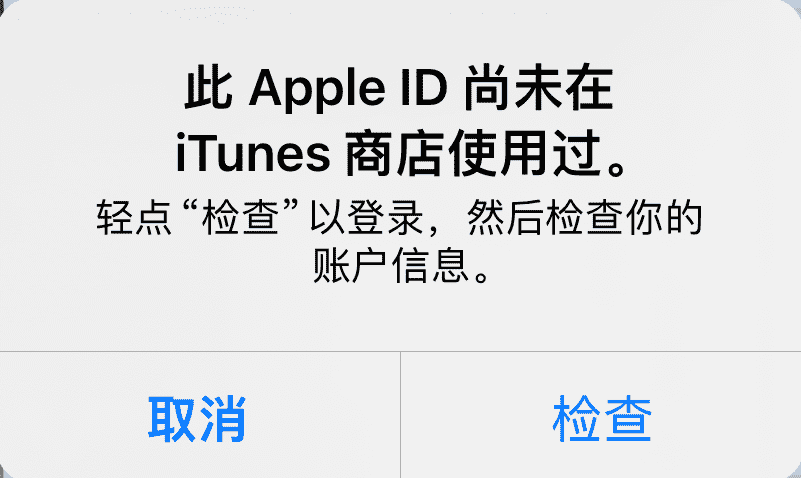 此 Apple ID 尚未在
iTunes 商店使用过。
轻点“检查”以登录，然后检查你的
账户信息。
取消
检查